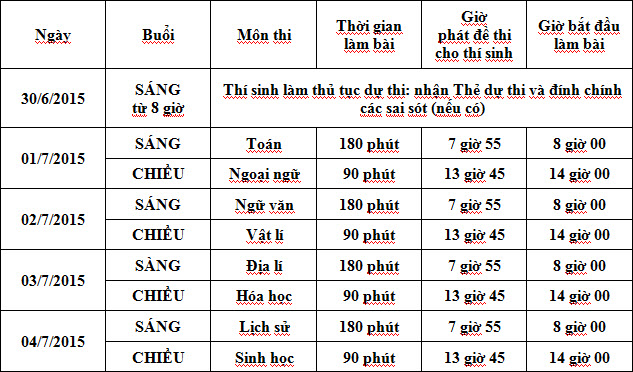 Ngày Buổi Môn thi Thời gian làm bài Giờ phát đề thi cho thí sinh Giờ bắt đầu làm bài
30/6/2015 SÁNG từ 8 giờ Thí sinh làm thủ tục dự thi: nhận Thẻ dự thi và đính chính các sai sót (nếu có)
01/7/2015 SÁNG Toán 180 phút 7 giờ 55 8 giờ 00
CHIỀU Ngoại ngữ 90 phút 13 giờ 45 14 giờ 00
02/7/2015 SÁNG Ngữ văn 180 phút 7 giờ 55 8 giờ 00
CHIỀU Vật lí 90 phút 13 giờ 45 14 giờ 00
03/7/2015 SÀNG Địa lí 180 phút 7 giờ 55 8 giờ 00
CHIỀU Hóa học 90 phút 13 giờ 45 14 giờ 00
04/7/2015 SÁNG Lịch sử 180 phút 7 giờ 55 8 giờ 00
CHIỀU Sinh học 90 phút 13 giờ 45 14 giờ 00